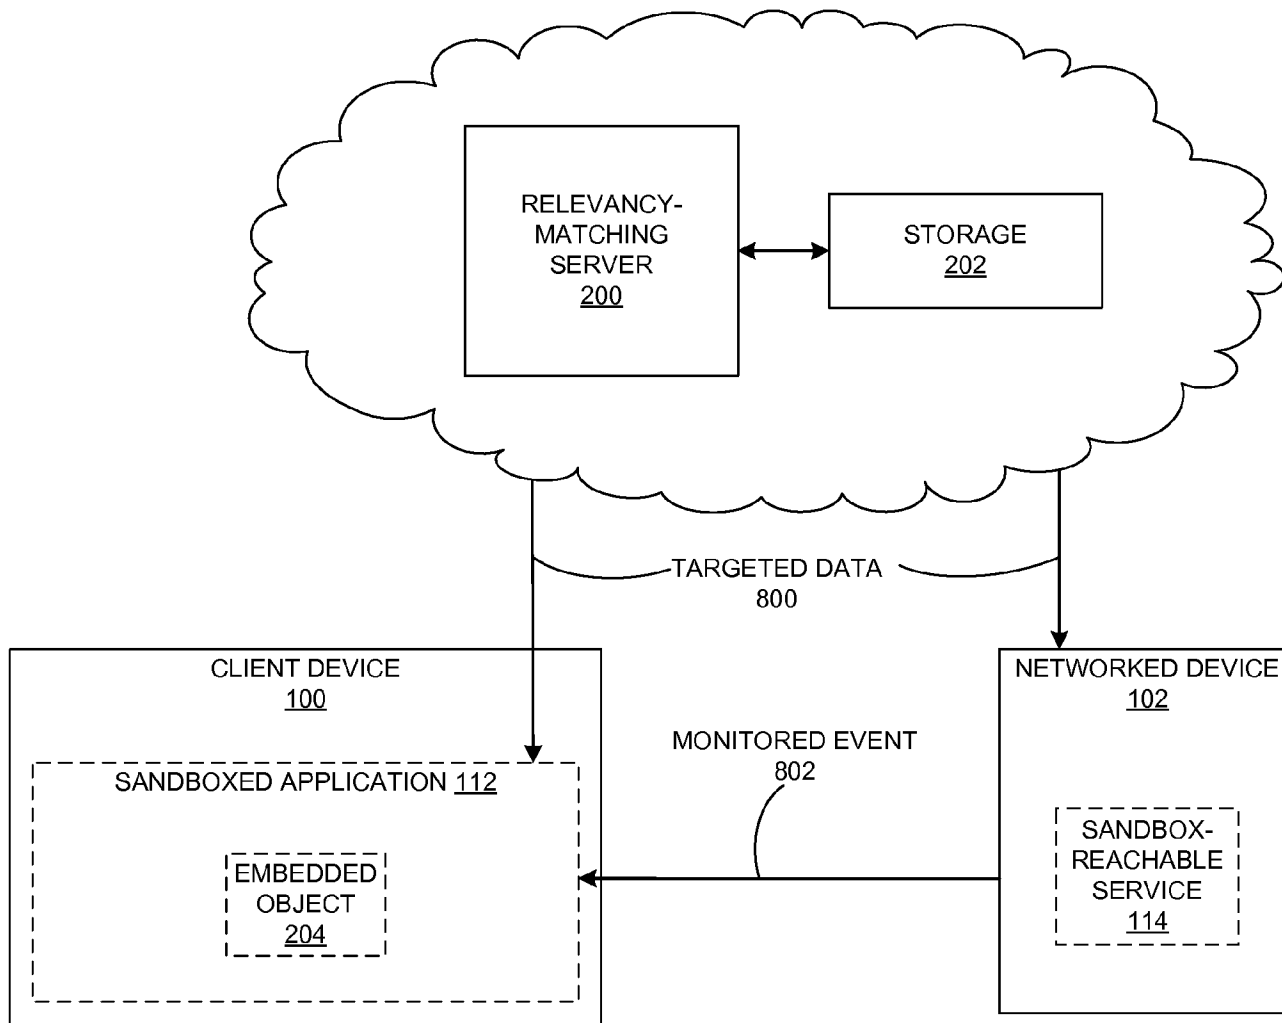 RELEVANCY-
MATCHING
SERVER
200
STORAGE
202
TARGETED DATA
800
CLIENT DEVICE
100
NETWORKED DEVICE
102
MONITORED EVENT
802
SANDBOXED APPLICATION 112
EMBEDDED
OBJECT
204
SANDBOX-
REACHABLE
SERVICE
114